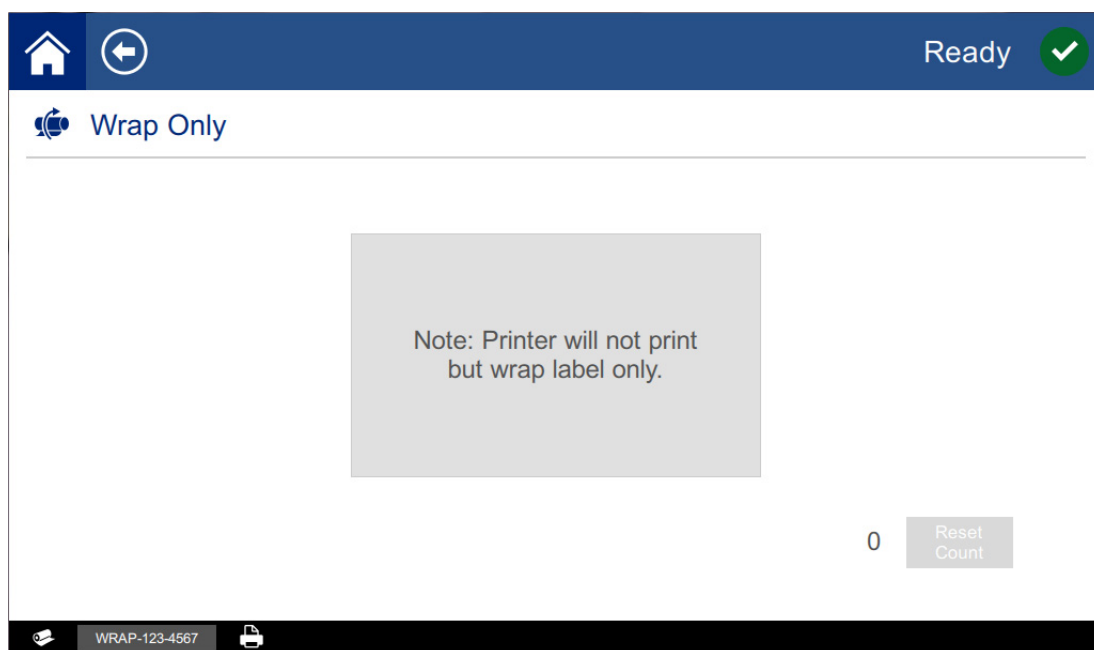 Ready
Wrap Only
Note: Printer will not print
but wrap label only.
0
Reset
Count
WRAP-123-4567